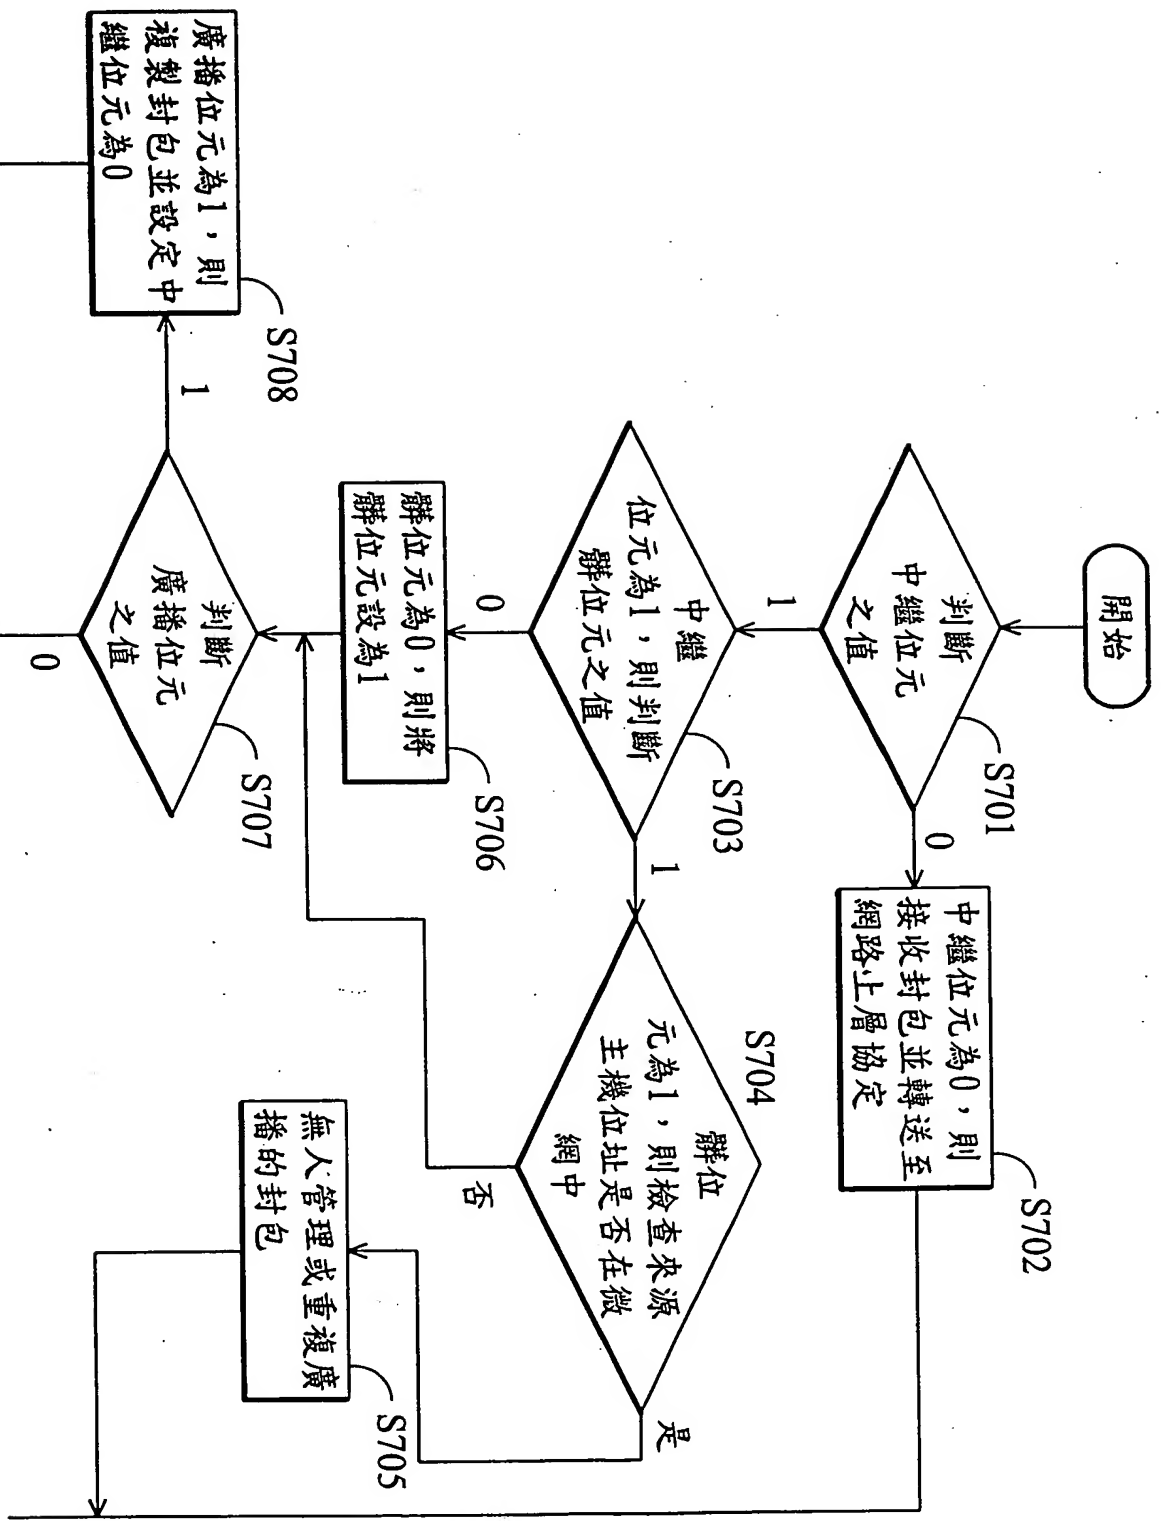 開始
判斷
中繼位元
之值
S701
0
中繼位元為0，則
接收封包並轉送至
網路上層協定
S702
1
中繼
位元為1，則判斷
髒位元之值
S703
1
S704
髒位
元為1，則檢查來源
主機位址是否在微
網中
是
否
無人管理或重複廣
播的封包
S705
0
髒位元為0，則將
髒位元設為1
S706
判斷
廣播位元
之值
S707
1
廣播位元為1，則
複製封包並設定中
繼位元為0
S708
0